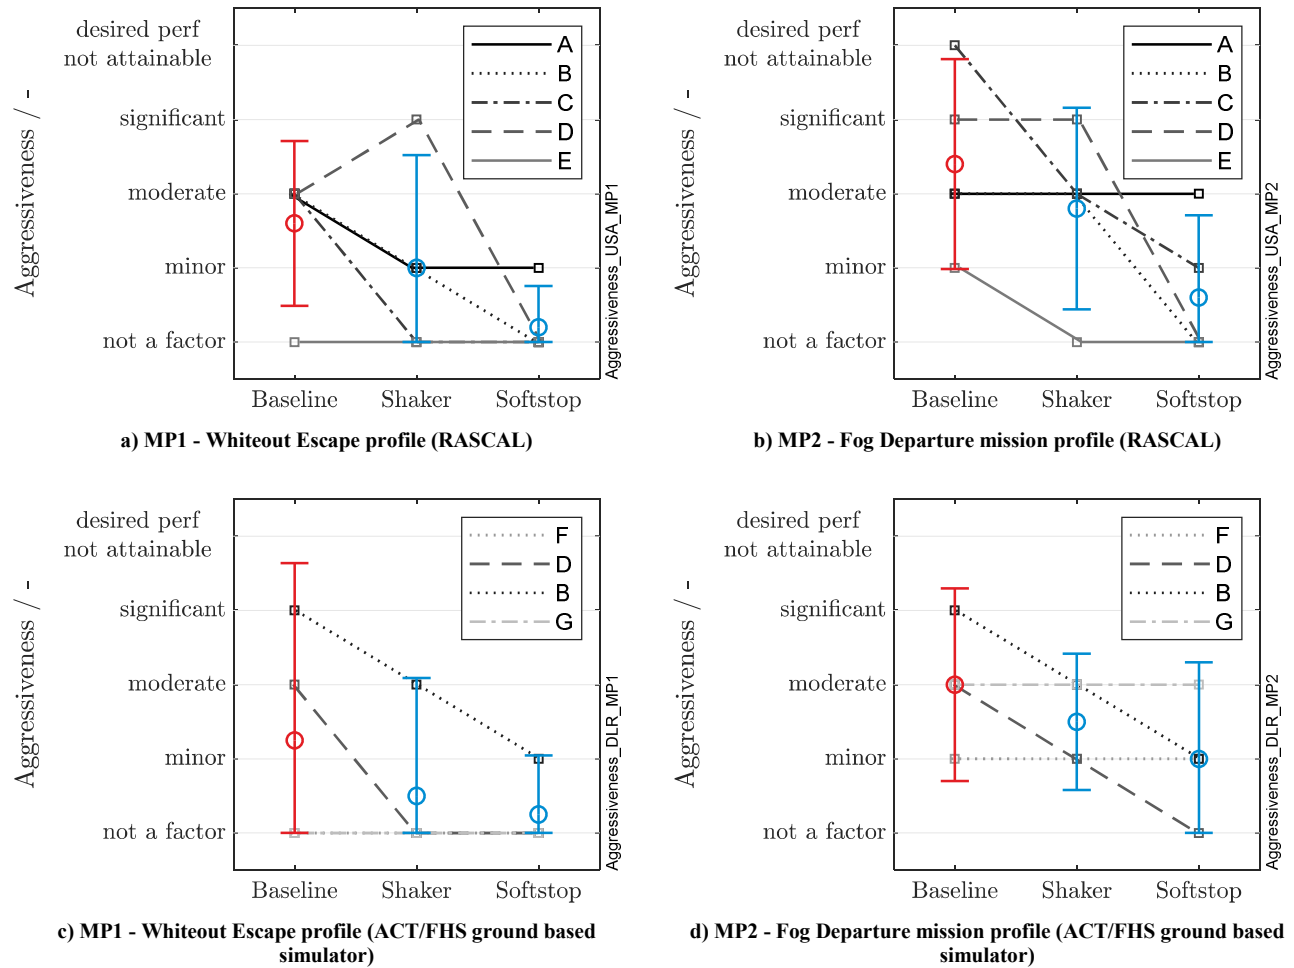 desired perf
not attainable
significant
moderate
minor
not a factor
Aggressiveness / -
Baseline Shaker Softstop
A
B
C
D
E
Aggressiveness_USA_MP1
a) MP1 - Whiteout Escape profile (RASCAL)
desired perf
not attainable
significant
moderate
minor
not a factor
Aggressiveness / -
Baseline Shaker Softstop
A
B
C
D
E
Aggressiveness_USA_MP2
b) MP2 - Fog Departure mission profile (RASCAL)
desired perf
not attainable
significant
moderate
minor
not a factor
Aggressiveness / -
Baseline Shaker Softstop
F
D
B
G
Aggressiveness_DLR_MP1
c) MP1 - Whiteout Escape profile (ACT/FHS ground based
simulator)
desired perf
not attainable
significant
moderate
minor
not a factor
Aggressiveness / -
Baseline Shaker Softstop
F
D
B
G
Aggressiveness_DLR_MP2
d) MP2 - Fog Departure mission profile (ACT/FHS ground based
simulator)